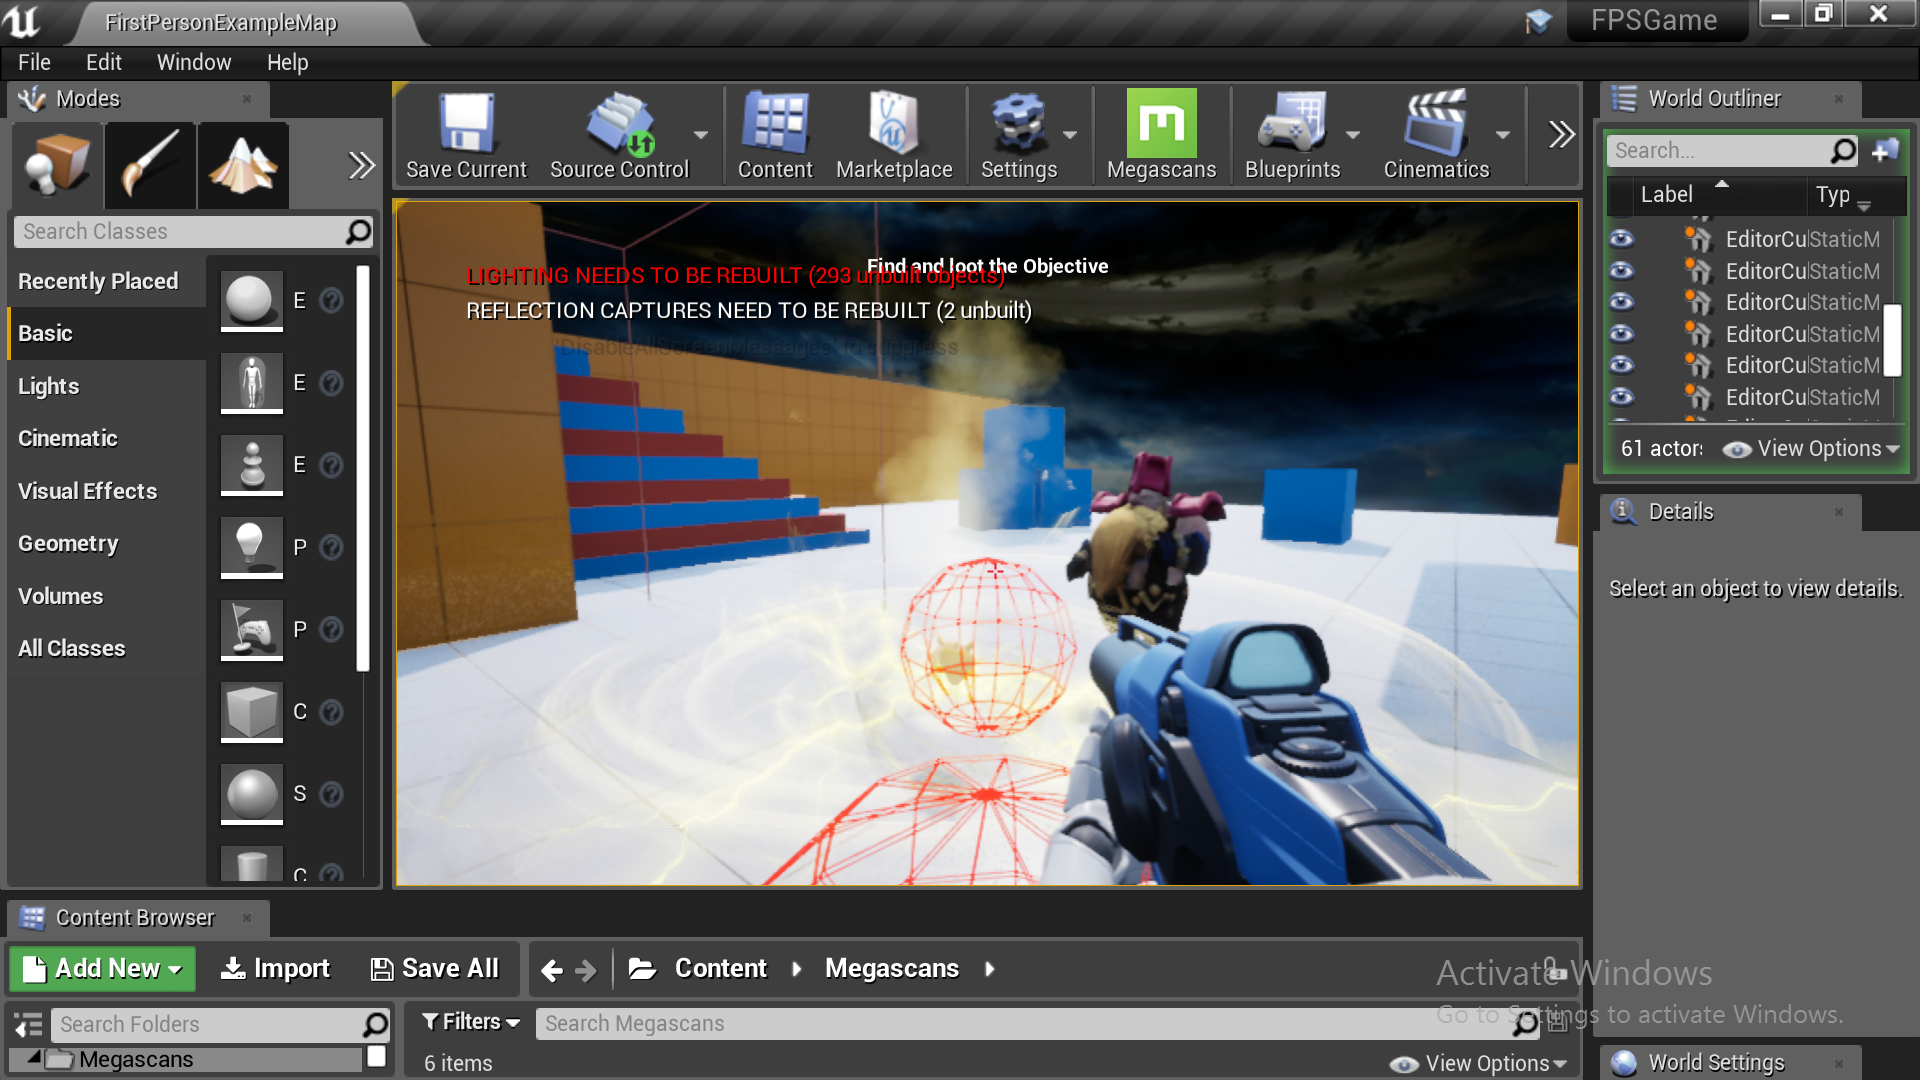 FirstPersonExampleMap
FPSGame
File Edit Window Help
Modes
Save Current
Source Control
Content
Marketplace
Settings
Megascans
Blueprints
Cinematics
Search Classes
Recently Placed
Basic
Lights
Cinematic
Visual Effects
Geometry
Volumes
All Classes
E
E
E
P
P
C
S
C
Find and loot the Objective
LIGHTING NEEDS TO BE REBUILT (293 unbuilt objects)
REFLECTION CAPTURES NEED TO BE REBUILT (2 unbuilt)
'DisableAllScreenMessages' to suppress
World Outliner
Search...
Label Typ
EditorCu StaticM
EditorCu StaticM
EditorCu StaticM
EditorCu StaticM
EditorCu StaticM
EditorCu StaticM
61 actors View Options
Details
Select an object to view details.
Content Browser
Add New Import Save All Content Megascans
Search Folders
Filters Search Megascans
Megascans
6 items View Options
Activate Windows
Go to Settings to activate Windows.
World Settings